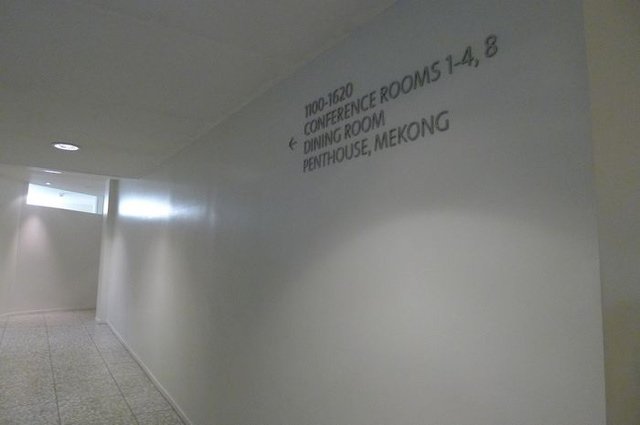 1100-1620
CONFERENCE ROOMS 1-4, 8
← DINING ROOM
PENTHOUSE, MEKONG